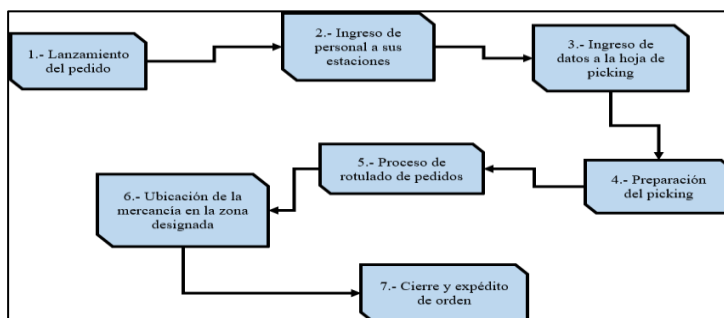 1.- Lanzamiento
del pedido
2.- Ingreso de
personal a sus
estaciones
3.- Ingreso de
datos a la hoja de
picking
4.- Preparación
del picking
5.- Proceso de
rotulado de pedidos
6.- Ubicación de la
mercancía en la zona
designada
7.- Cierre y expédito
de orden